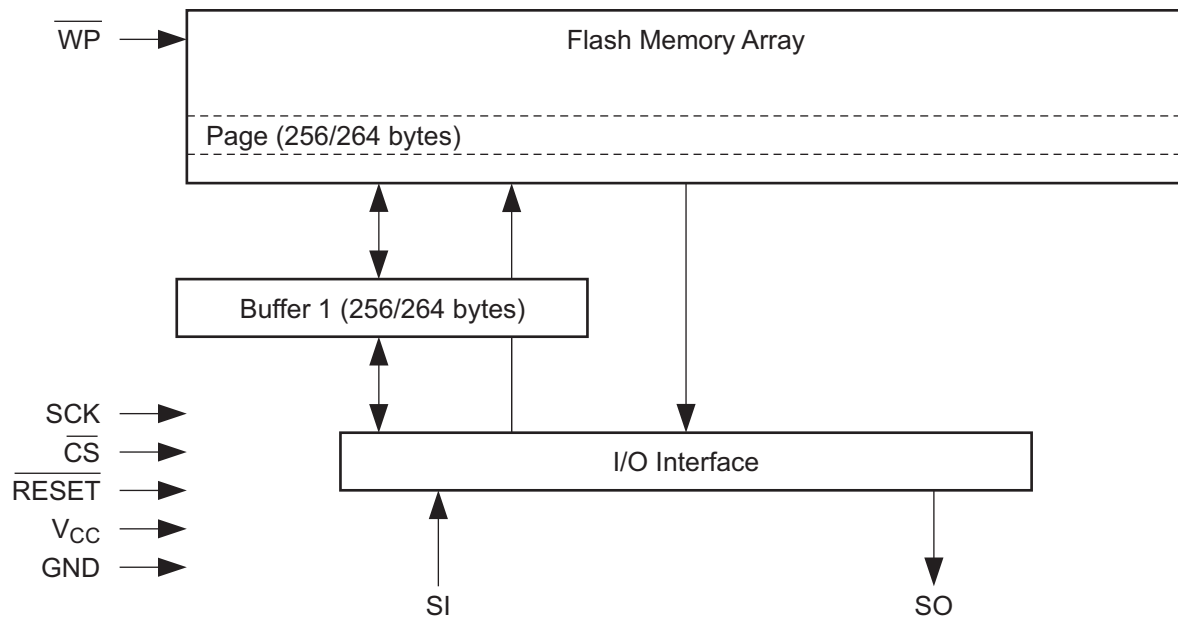 WP
Flash Memory Array
Page (256/264 bytes)
Buffer 1 (256/264 bytes)
SCK
CS
RESET
VCC
GND
I/O Interface
SI
SO